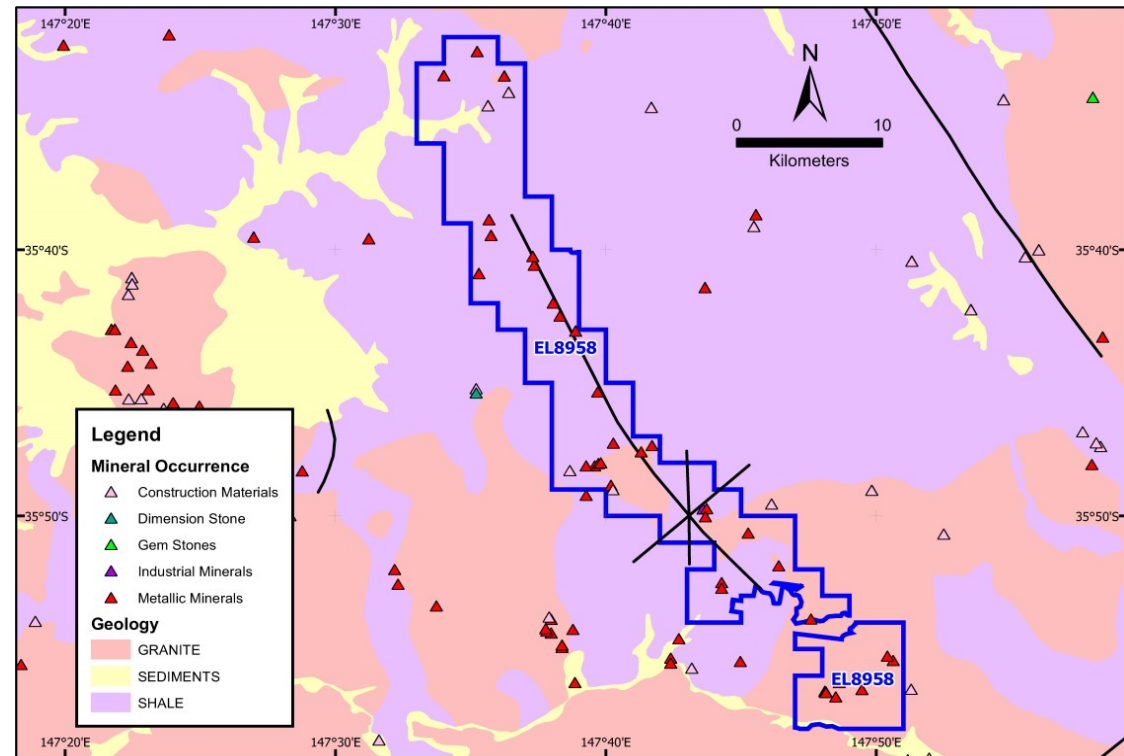 147°20'E 147°30'E 147°40'E 147°50'E
N
0 10
Kilometers
35°40'S 35°40'S
EL8958
Legend
Mineral Occurrence
Construction Materials
Dimension Stone
Gem Stones
Industrial Minerals
Metallic Minerals
Geology
GRANITE
SEDIMENTS
SHALE
35°50'S 35°50'S
EL8958
147°20'E 147°30'E 147°40'E 147°50'E